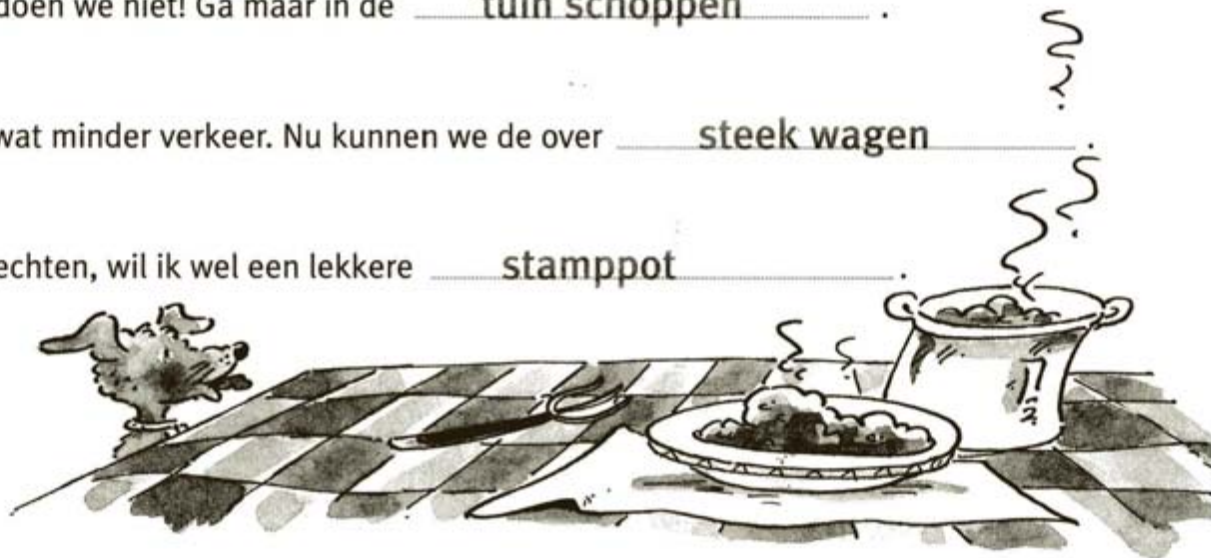 doen we niet! Ga maar in de tuin schoppen .
wat minder verkeer. Nu kunnen we de over steek wagen .
echten, wil ik wel een lekkere stamppot .